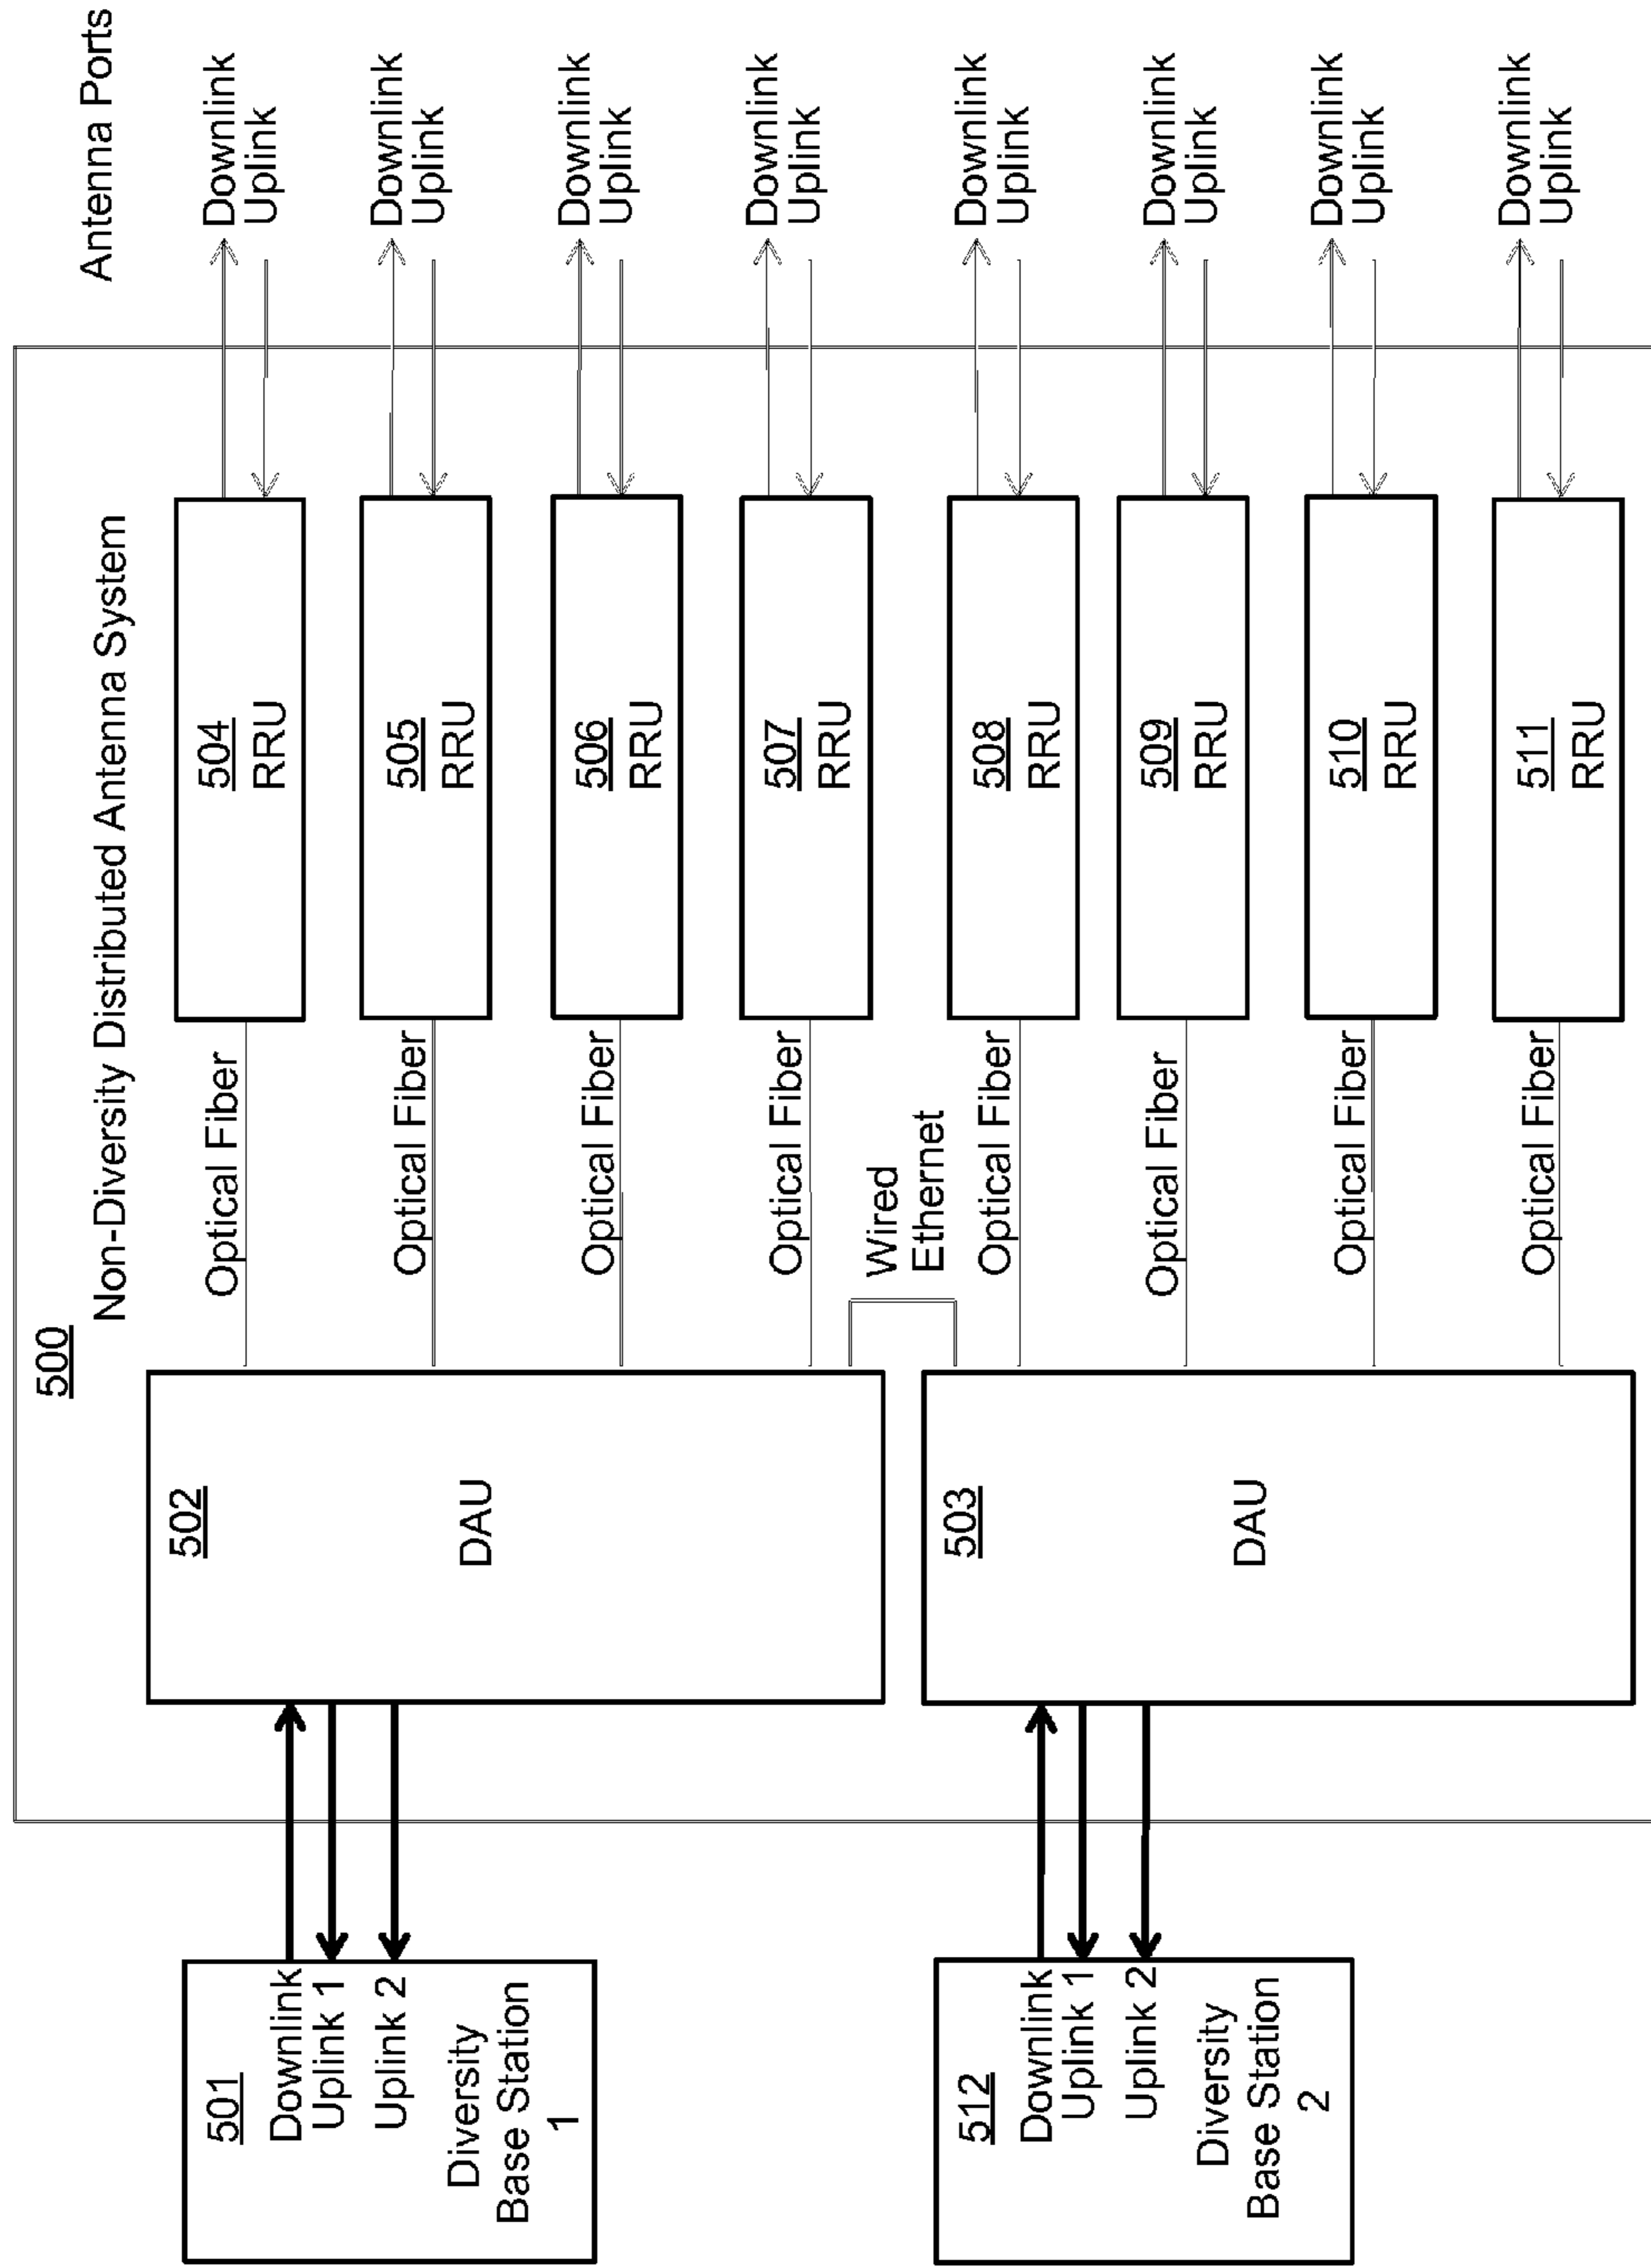 500
Non-Diversity Distributed Antenna System
Antenna Ports
501
Downlink
Uplink 1
Uplink 2
Diversity
Base Station
1
502
DAU
Optical Fiber
504
RRU
Downlink
Uplink
Optical Fiber
505
RRU
Downlink
Uplink
Optical Fiber
506
RRU
Downlink
Uplink
Optical Fiber
507
RRU
Downlink
Uplink
Wired
Ethernet
512
Downlink
Uplink 1
Uplink 2
Diversity
Base Station
2
503
DAU
Optical Fiber
508
RRU
Downlink
Uplink
Optical Fiber
509
RRU
Downlink
Uplink
Optical Fiber
510
RRU
Downlink
Uplink
Optical Fiber
511
RRU
Downlink
Uplink